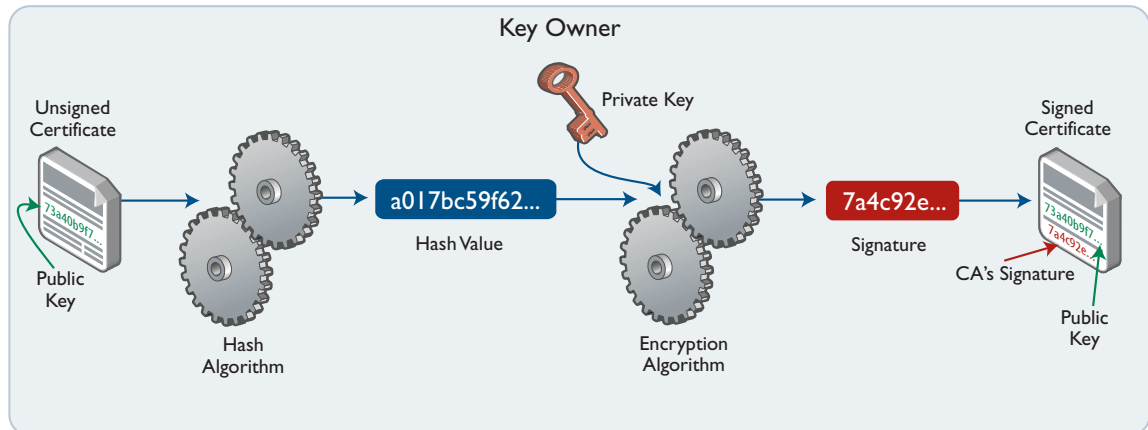 Key Owner
Unsigned
Certificate
Private Key
Signed
Certificate
73a40b9f7...
a017bc59f62...
7a4c92e...
73a40b9f7...
7a4c92e...
Hash Value
Signature
CA's Signature
Public
Key
Public
Key
Hash
Algorithm
Encryption
Algorithm